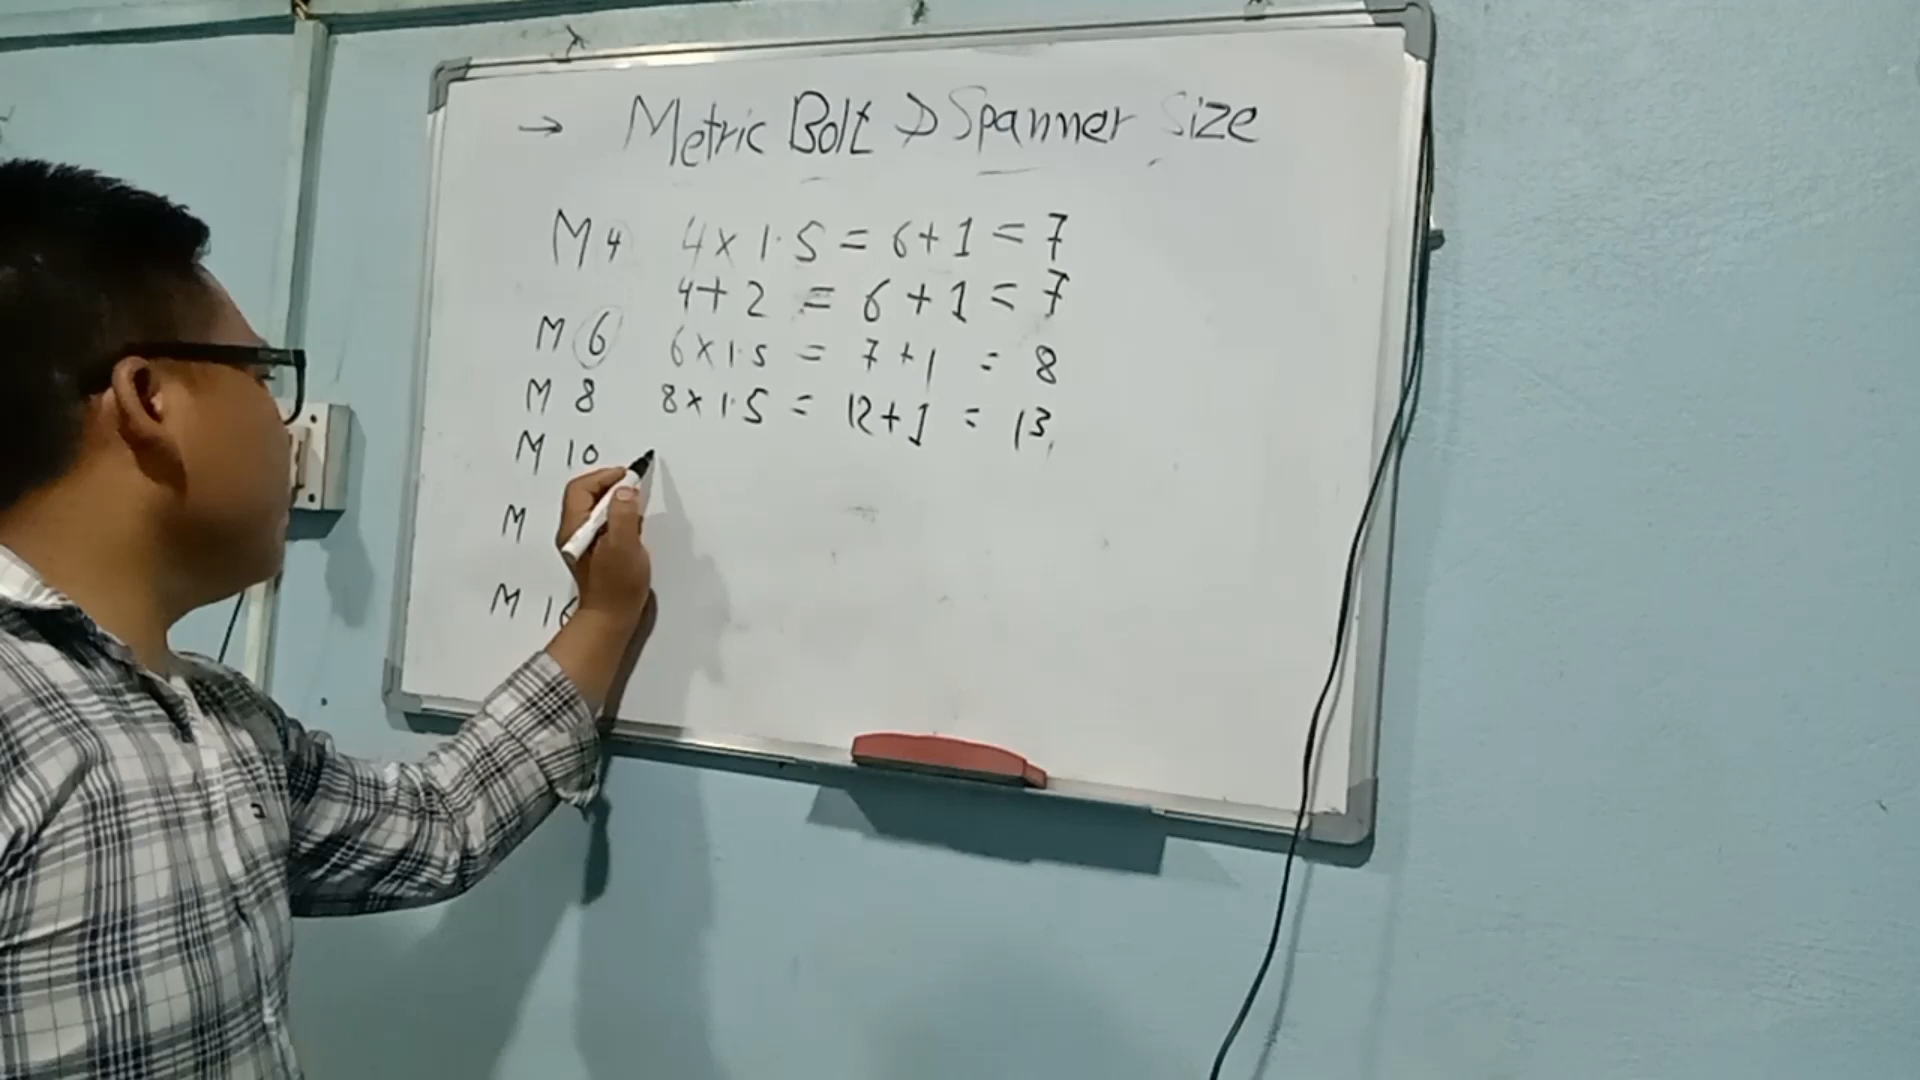 → Metric Bolt > Spanner Size
M 4 4 × 1.5 = 6 + 1 = 7
4 + 2 = 6 + 1 = 7
M 6 6 × 1.5 = 7 + 1 = 8
M 8 8 × 1.5 = 12 + 1 = 13
M 10
M
M 16